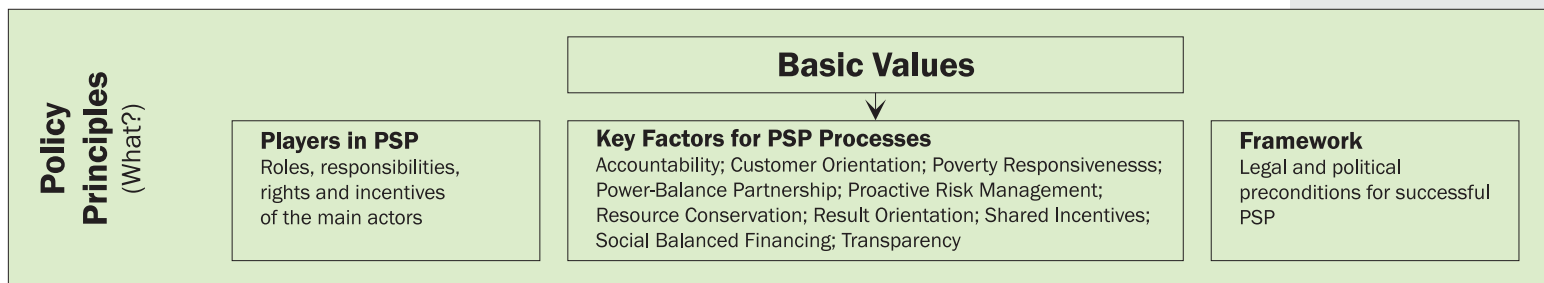 Policy
Principles
(What?)
Basic Values
Players in PSP
Roles, responsibilities,
rights and incentives
of the main actors
Key Factors for PSP Processes
Accountability; Customer Orientation; Poverty Responsivenesss;
Power-Balance Partnership; Proactive Risk Management;
Resource Conservation; Result Orientation; Shared Incentives;
Social Balanced Financing; Transparency
Framework
Legal and political
preconditions for successful
PSP